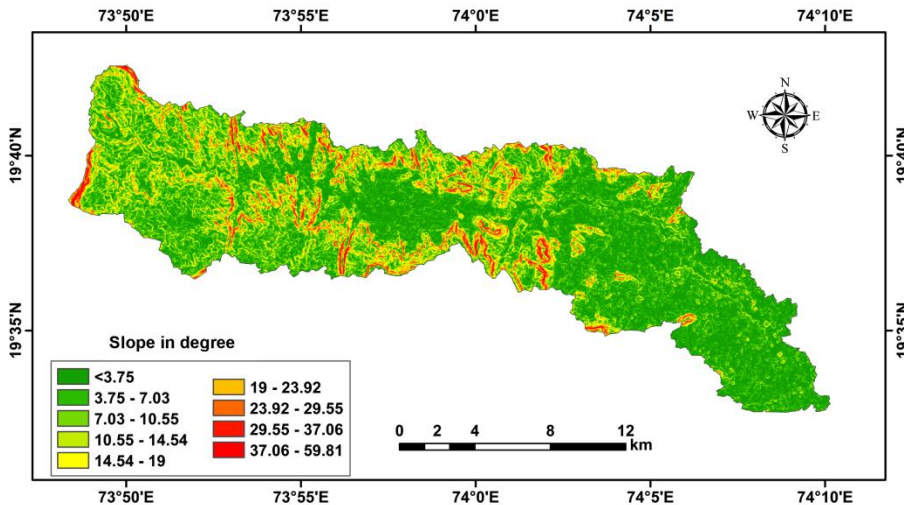 73°50'E 73°55'E 74°0'E 74°5'E 74°10'E
N
W E
S
19°40'N 19°40'N
19°35'N 19°35'N
Slope in degree
<3.75
3.75 - 7.03
7.03 - 10.55
10.55 - 14.54
14.54 - 19
19 - 23.92
23.92 - 29.55
29.55 - 37.06
37.06 - 59.81
0 2 4 8 12
km
73°50'E 73°55'E 74°0'E 74°5'E 74°10'E